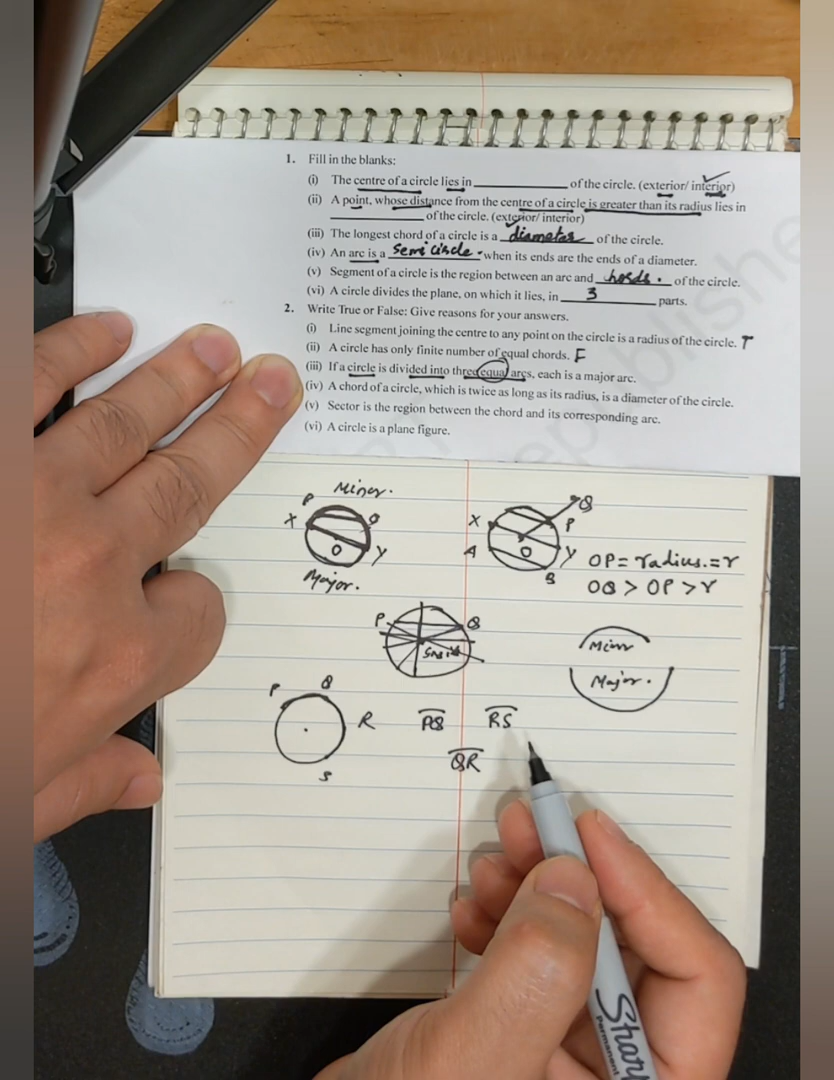 1. Fill in the blanks:
(i) The centre of a circle lies in ____________ of the circle. (exterior/ interior)
(ii) A point, whose distance from the centre of a circle is greater than its radius lies in
____________ of the circle. (exterior/ interior)
(iii) The longest chord of a circle is a diameter of the circle.
(iv) An arc is a Semi circle. when its ends are the ends of a diameter.
(v) Segment of a circle is the region between an arc and chords. of the circle.
(vi) A circle divides the plane, on which it lies, in 3 parts.
2. Write True or False: Give reasons for your answers.
(i) Line segment joining the centre to any point on the circle is a radius of the circle. T
(ii) A circle has only finite number of equal chords. F
(iii) If a circle is divided into three equal arcs, each is a major arc.
(iv) A chord of a circle, which is twice as long as its radius, is a diameter of the circle.
(v) Sector is the region between the chord and its corresponding arc.
(vi) A circle is a plane figure.
Minor.
P Q
X O Y
Major.
Q
X P
A O Y
B
OP = radius. = r
OQ > OP > r
P Q
Minor
Major.
P Q
R
S
PQ RS
QR
Sharp
Permanent